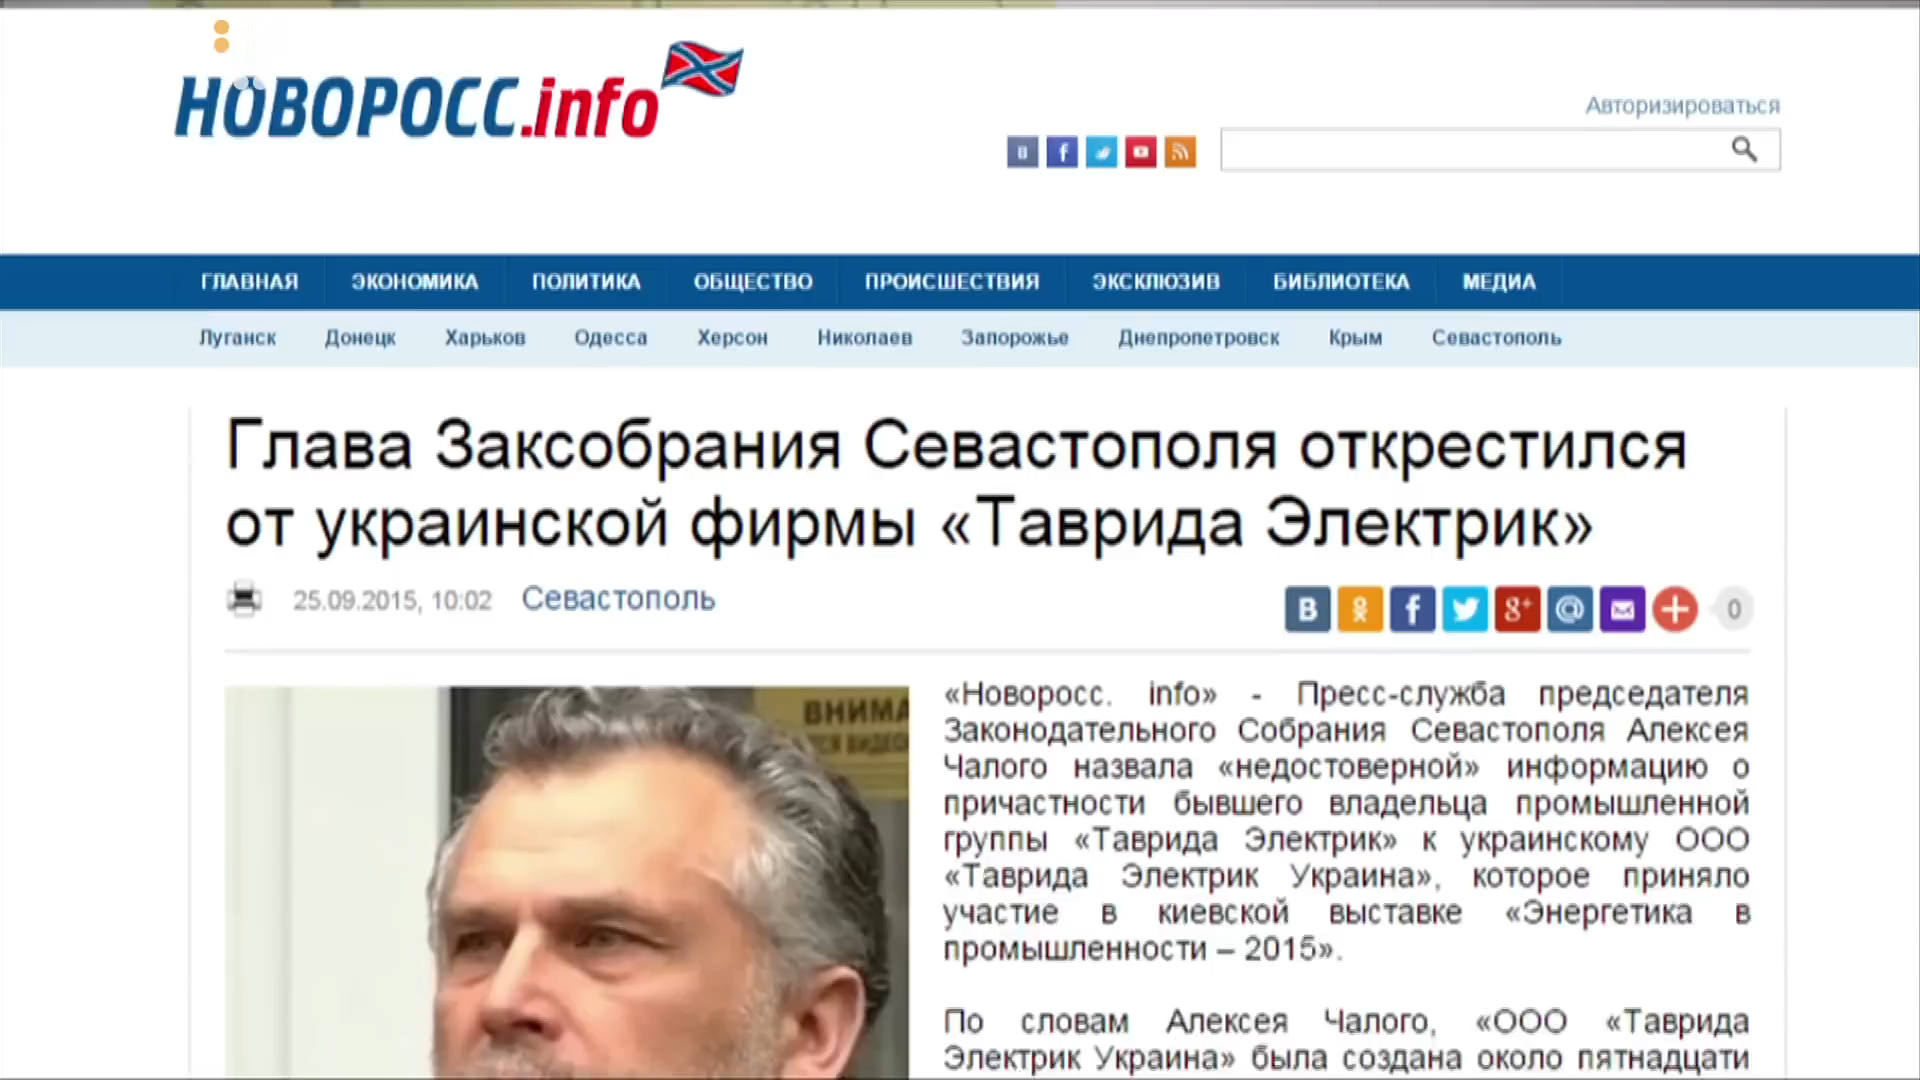 НОВОРОСС.info
Авторизироваться
ГЛАВНАЯ ЭКОНОМИКА ПОЛИТИКА ОБЩЕСТВО ПРОИСШЕСТВИЯ ЭКСКЛЮЗИВ БИБЛИОТЕКА МЕДИА
Луганск Донецк Харьков Одесса Херсон Николаев Запорожье Днепропетровск Крым Севастополь
Глава Заксобрания Севастополя открестился
от украинской фирмы «Таврида Электрик»
25.09.2015, 10:02 Севастополь
0
ВНИМА
«Новоросс. info» - Пресс-служба председателя
Законодательного Собрания Севастополя Алексея
Чалого назвала «недостоверной» информацию о
причастности бывшего владельца промышленной
группы «Таврида Электрик» к украинскому ООО
«Таврида Электрик Украина», которое приняло
участие в киевской выставке «Энергетика в
промышленности – 2015».
По словам Алексея Чалого, «ООО «Таврида
Электрик Украина» была создана около пятнадцати